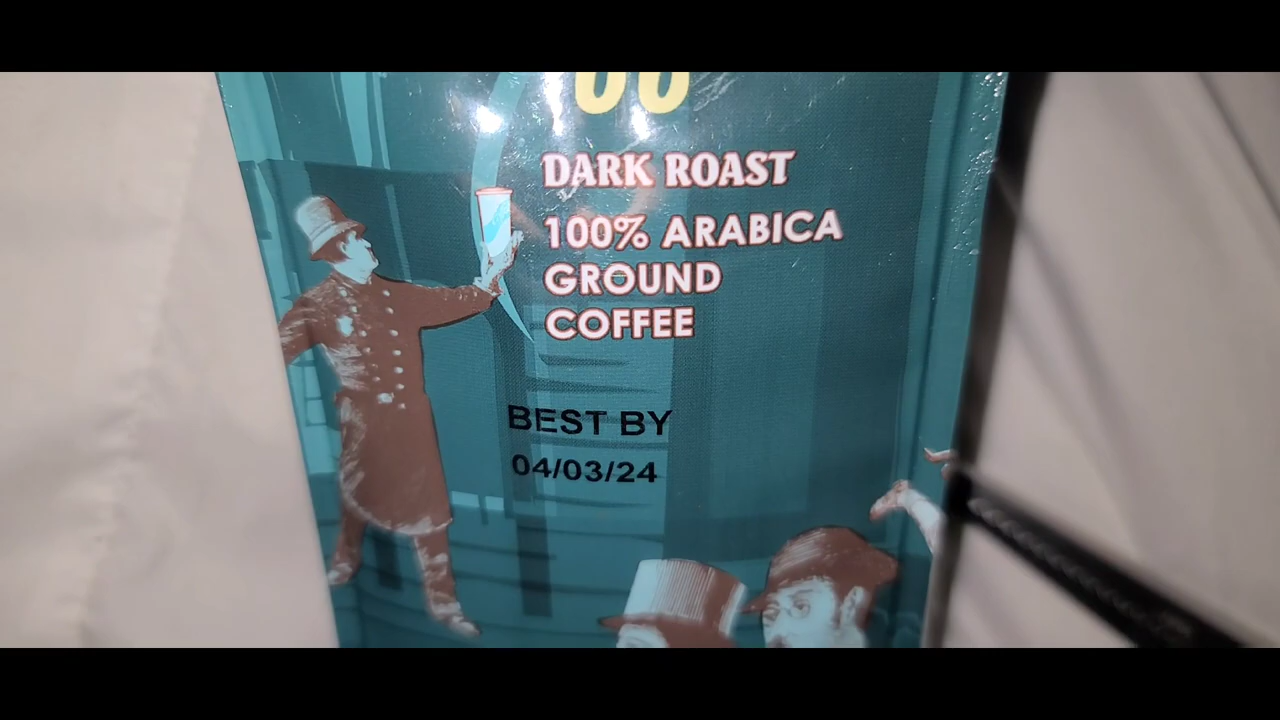 DARK ROAST
100% ARABICA
GROUND
COFFEE
BEST BY
04/03/24